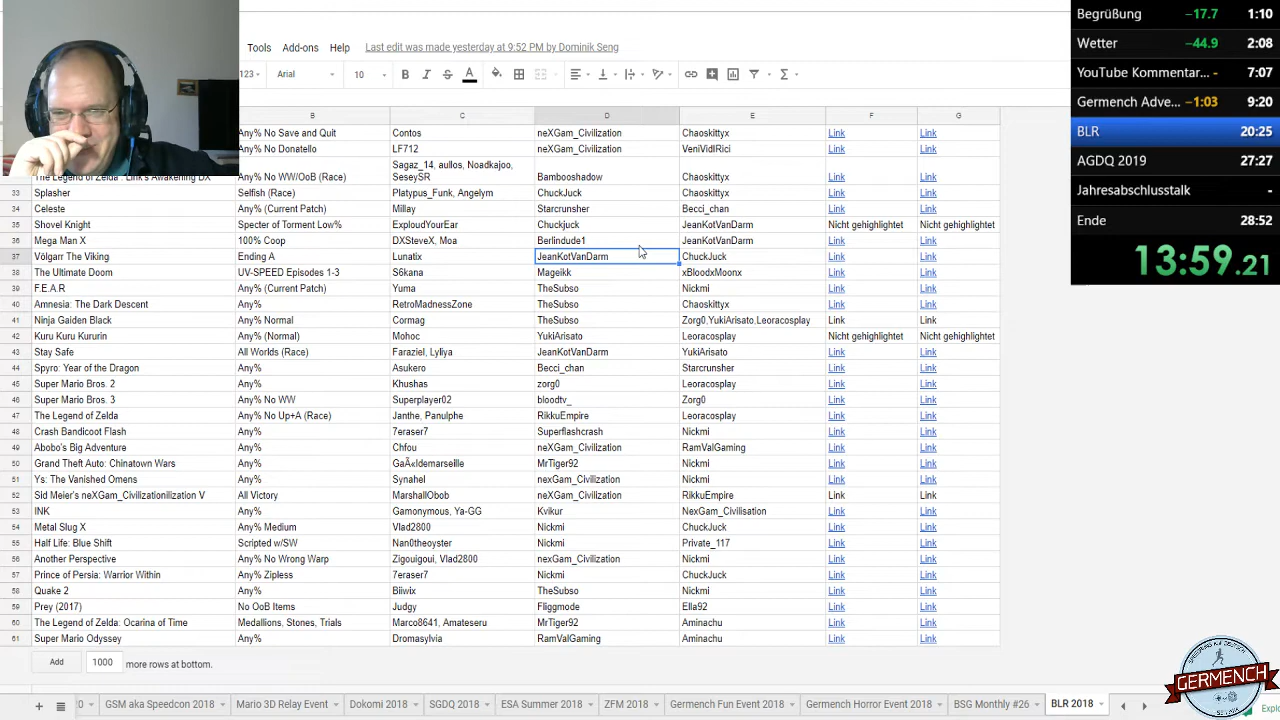 Tools Add-ons Help Last edit was made yesterday at 9:52 PM by Dominik Seng
123 Arial 10 B I S A
B C D E F G
Any% No Save and Quit Contos neXGam_Civilization Chaoskittyx Link Link
Any% No Donatello LF712 neXGam_Civilization VeniVidIRici Link Link
Sagaz_14, aullos, Noadkajoo,
The Legend of Zelda : Link's Awakening DX Any% No WW/OoB (Race) SeseySR Bambooshadow Chaoskittyx Link Link
33 Splasher Selfish (Race) Platypus_Funk, Angelym ChuckJuck Chaoskittyx Link Link
34 Celeste Any% (Current Patch) Millay Starcrunsher Becci_chan Link Link
35 Shovel Knight Specter of Torment Low% ExploudYourEar Chuckjuck JeanKotVanDarm Nicht gehighlightet Nicht gehighlightet
36 Mega Man X 100% Coop DXSteveX, Moa Berlindude1 JeanKotVanDarm Link Link
37 Völgarr The Viking Ending A Lunatix JeanKotVanDarm ChuckJuck Link Link
38 The Ultimate Doom UV-SPEED Episodes 1-3 S6kana Mageikk xBloodxMoonx Link Link
39 F.E.A.R Any% (Current Patch) Yuma TheSubso Nickmi Link Link
40 Amnesia: The Dark Descent Any% RetroMadnessZone TheSubso Chaoskittyx Link Link
41 Ninja Gaiden Black Any% Normal Cormag TheSubso Zorg0,YukiArisato,Leoracosplay Link Link
42 Kuru Kuru Kururin Any% (Normal) Mohoc YukiArisato Leoracosplay Nicht gehighlightet Nicht gehighlightet
43 Stay Safe All Worlds (Race) Faraziel, Lyliya JeanKotVanDarm YukiArisato Link Link
44 Spyro: Year of the Dragon Any% Asukero Becci_chan Starcrunsher Link Link
45 Super Mario Bros. 2 Any% Khushas zorg0 Leoracosplay Link Link
46 Super Mario Bros. 3 Any% No WW Superplayer02 bloodtv_ Zorg0 Link Link
47 The Legend of Zelda Any% No Up+A (Race) Janthe, Panulphe RikkuEmpire Leoracosplay Link Link
48 Crash Bandicoot Flash Any% 7eraser7 Superflashcrash Nickmi Link Link
49 Abobo's Big Adventure Any% Chfou neXGam_Civilization RamValGaming Link Link
50 Grand Theft Auto: Chinatown Wars Any% GaÃ«ldemarseille MrTiger92 Nickmi Link Link
51 Ys: The Vanished Omens Any% Synahel nexGam_Civilization Nickmi Link Link
52 Sid Meier's neXGam_Civilizationilization V All Victory MarshallObob neXGam_Civilization RikkuEmpire Link Link
53 INK Any% Gamonymous, Ya-GG Kvikur NexGam_Civilisation Link Link
54 Metal Slug X Any% Medium Vlad2800 Nickmi ChuckJuck Link Link
55 Half Life: Blue Shift Scripted w/SW Nan0theoyster Nickmi Private_117 Link Link
56 Another Perspective Any% No Wrong Warp Zigouigoui, Vlad2800 nexGam_Civilization Nickmi Link Link
57 Prince of Persia: Warrior Within Any% Zipless 7eraser7 Nickmi ChuckJuck Link Link
58 Quake 2 Any% Biiwix TheSubso Nickmi Link Link
59 Prey (2017) No OoB Items Judgy Fliggmode Ella92 Link Link
60 The Legend of Zelda: Ocarina of Time Medallions, Stones, Trials Marco8641, Amateseru MrTiger92 Aminachu Link Link
61 Super Mario Odyssey Any% Dromasylvia RamValGaming Aminachu Link Link
Add 1000 more rows at bottom.
0 GSM aka Speedcon 2018 Mario 3D Relay Event Dokomi 2018 SGDQ 2018 ESA Summer 2018 ZFM 2018 Germench Fun Event 2018 Germench Horror Event 2018 BSG Monthly #26 BLR 2018 Explo
Begrüßung −17.7 1:10
Wetter −44.9 2:08
YouTube Kommentar... - 7:07
Germench Adve... −1:03 9:20
BLR 20:25
AGDQ 2019 27:27
Jahresabschlusstalk -
Ende 28:52
13:59.21
GERMENCH